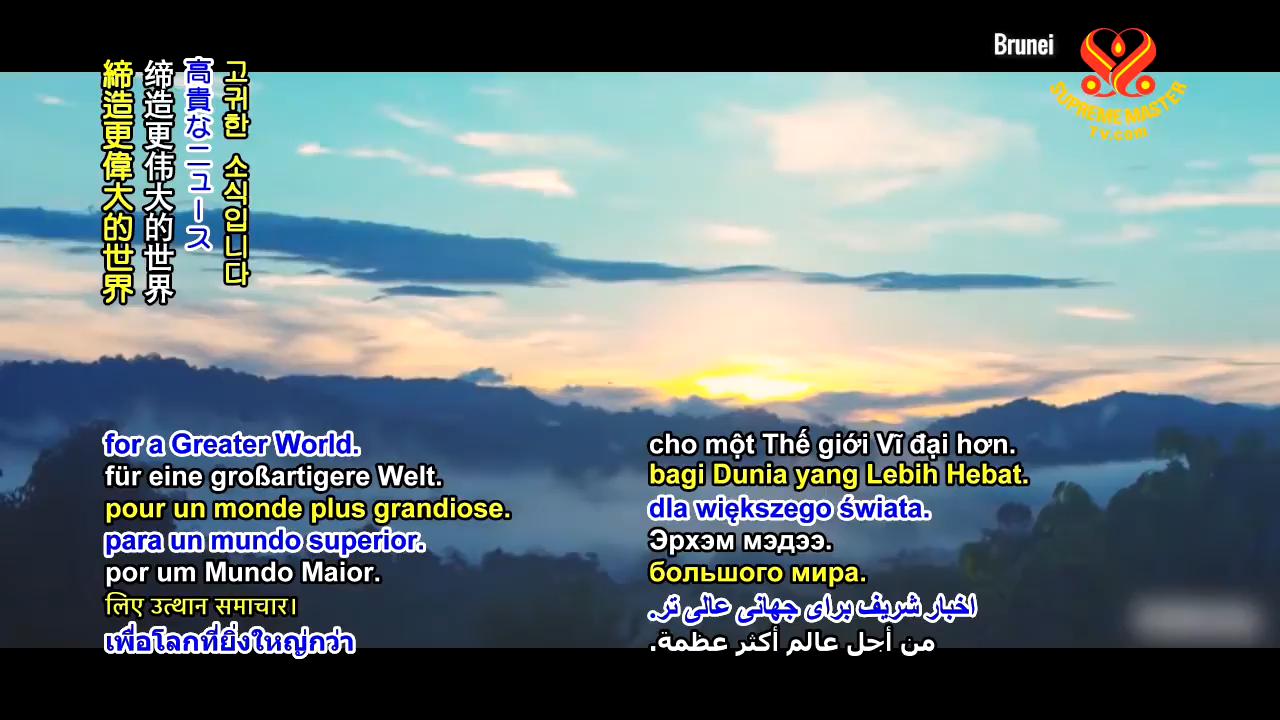 Brunei
SUPREME MASTER
TV.com
締造更偉大的世界
缔造更伟大的世界
高貴なニュース
고귀한 소식입니다
for a Greater World.
für eine großartigere Welt.
pour un monde plus grandiose.
para un mundo superior.
por um Mundo Maior.
लिए उत्थान समाचार।
เพื่อโลกที่ยิ่งใหญ่กว่า
cho một Thế giới Vĩ đại hơn.
bagi Dunia yang Lebih Hebat.
dla większego świata.
Эрхэм мэдээ.
большого мира.
اخبار شریف برای جهانی عالی تر.
من أجل عالم أكثر عظمة.